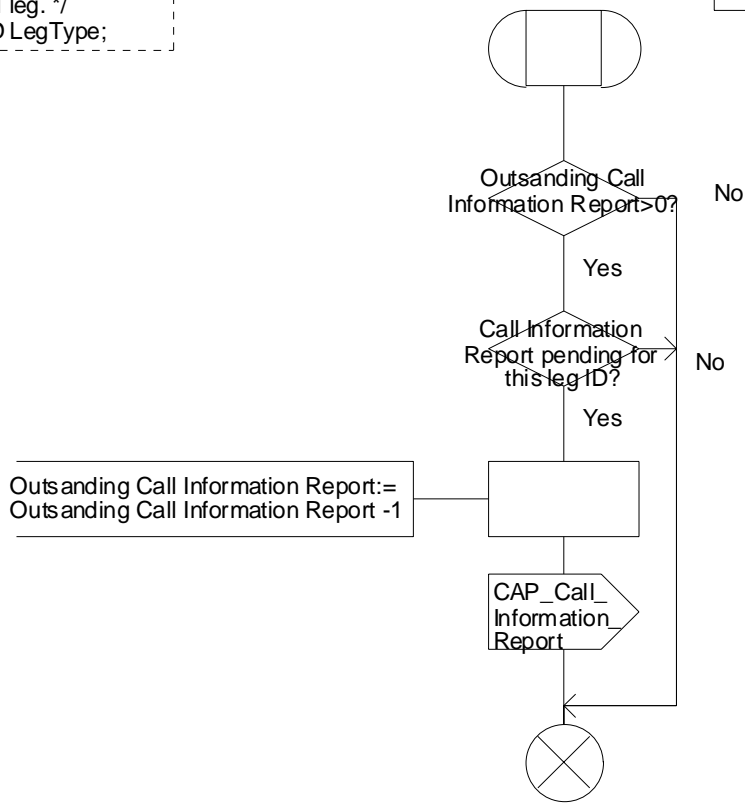 leg. */
LegType;
Outsanding Call
Information Report>0?
No
Yes
Call Information
Report pending for
this leg ID?
No
Yes
Outsanding Call Information Report:=
Outsanding Call Information Report -1
CAP_Call_
Information_
Report